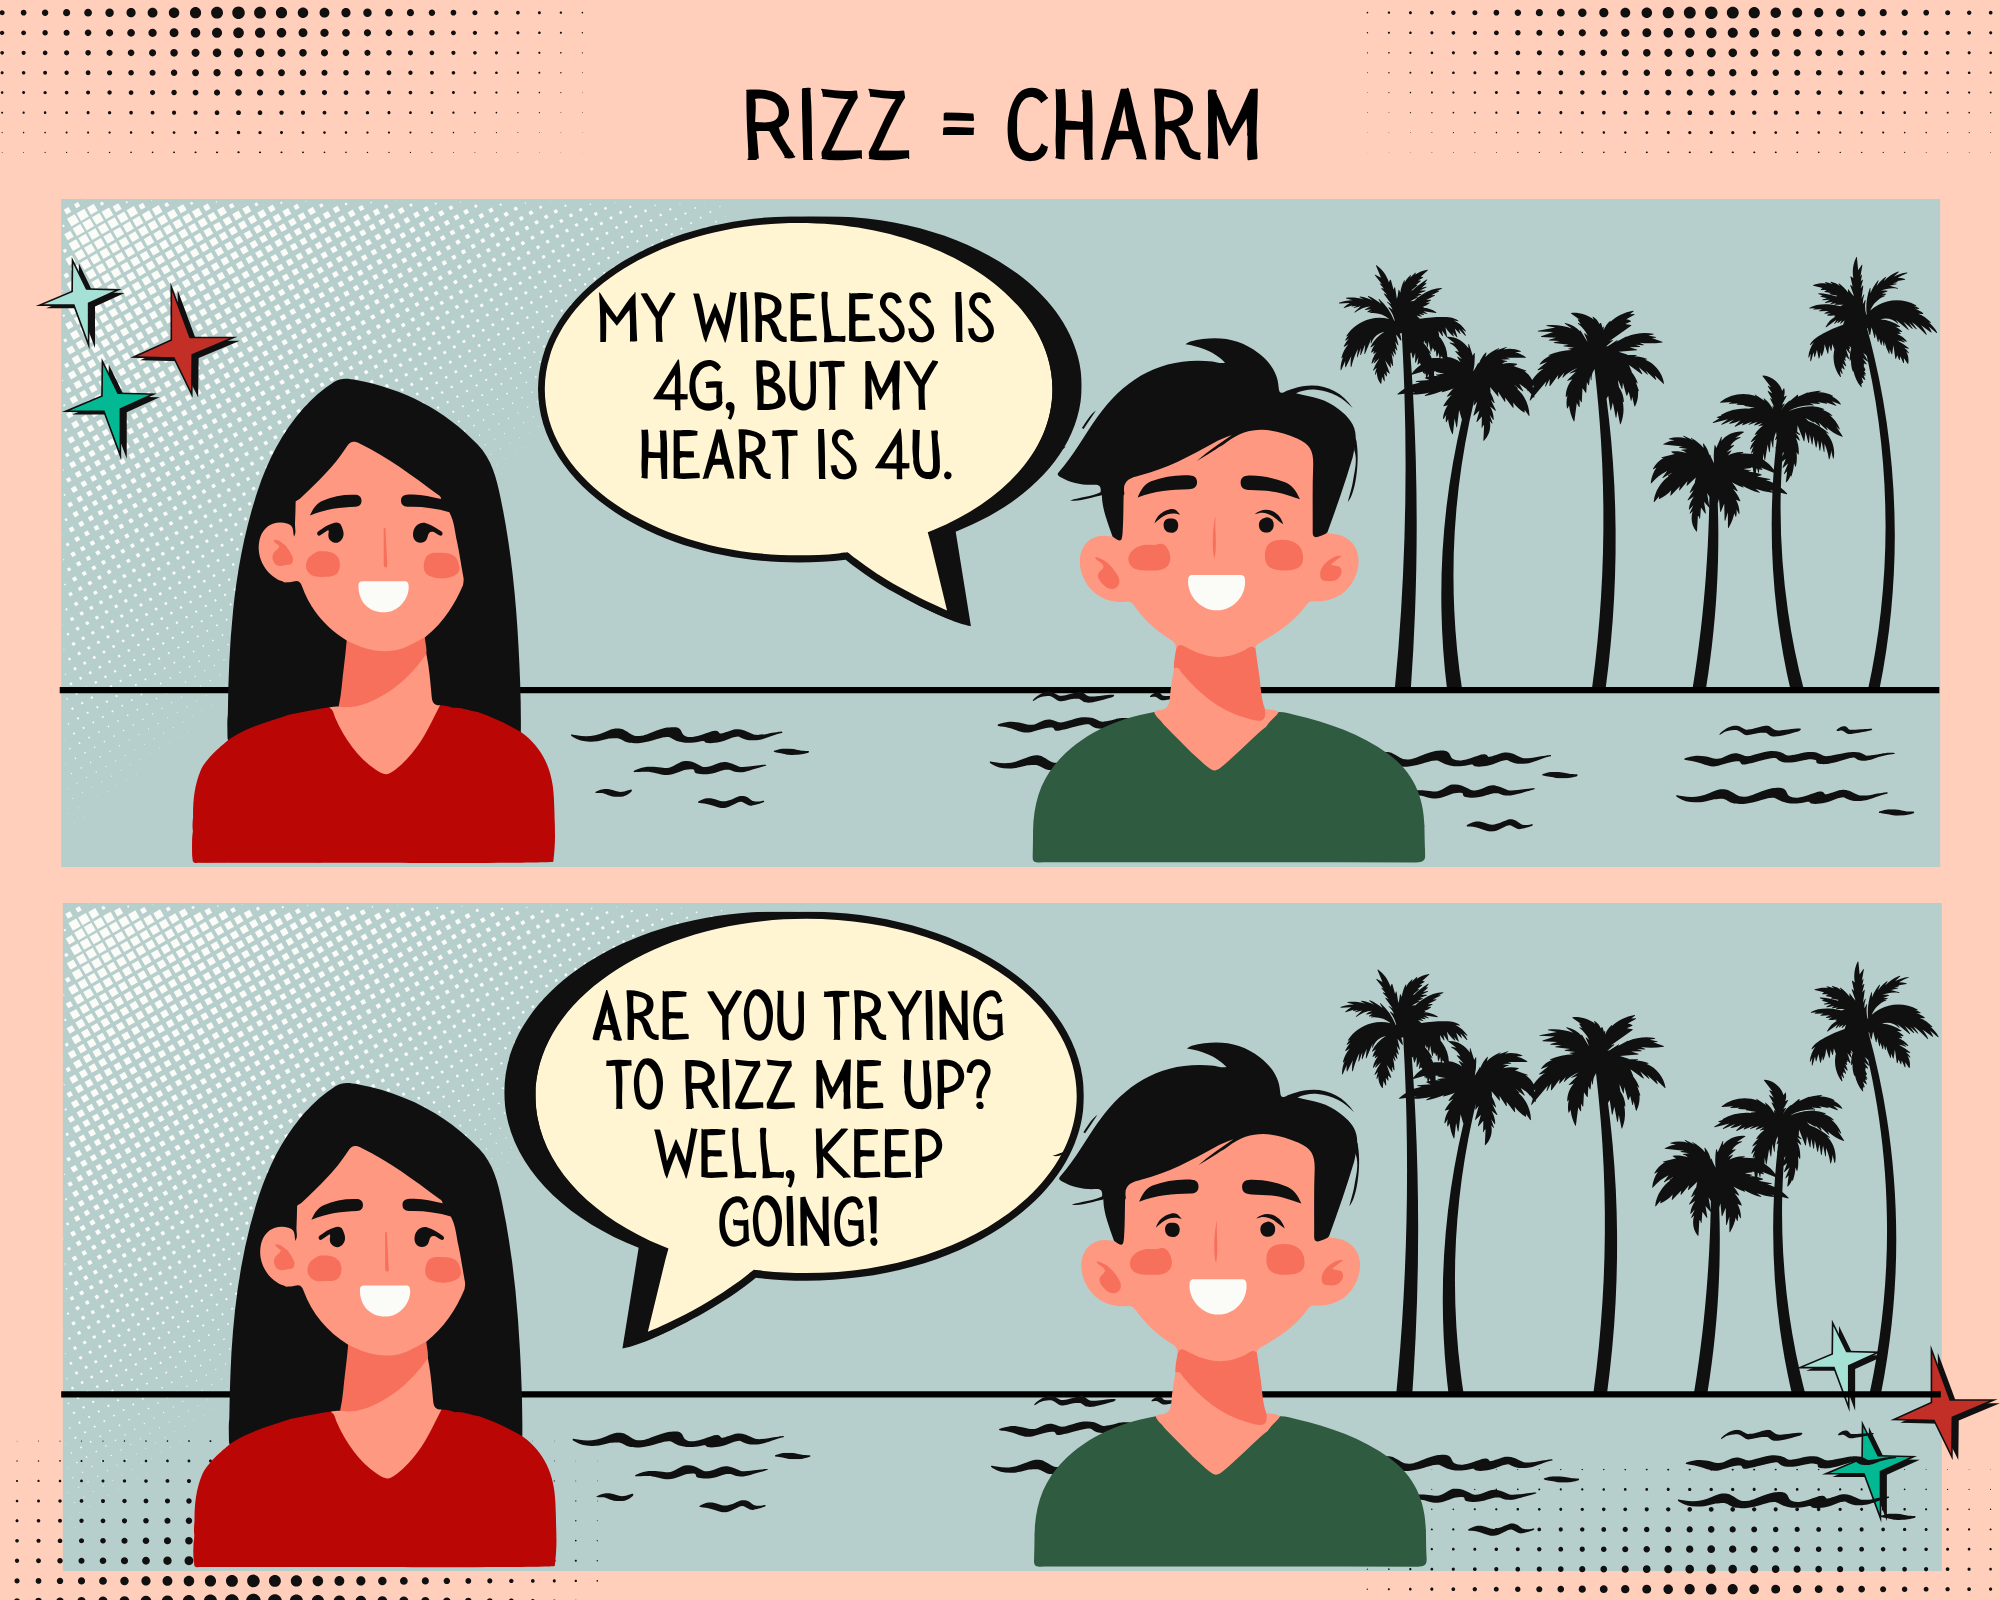 RIZZ = CHARM
MY WIRELESS IS
4G, BUT MY
HEART IS 4U.
ARE YOU TRYING
TO RIZZ ME UP?
WELL, KEEP
GOING!